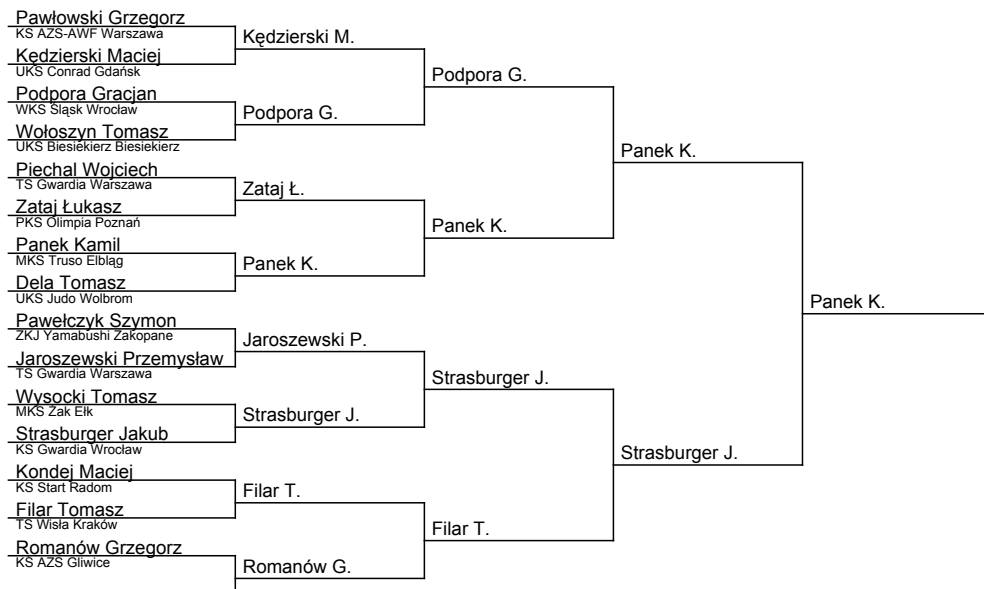 Pawłowski Grzegorz
KS AZS-AWF Warszawa
Kędzierski Maciej
UKS Conrad Gdańsk
Podpora Gracjan
WKS Śląsk Wrocław
Wołoszyn Tomasz
UKS Biesiekierz Biesiekierz
Piechal Wojciech
TS Gwardia Warszawa
Zataj Łukasz
PKS Olimpia Poznań
Panek Kamil
MKS Truso Elbląg
Dela Tomasz
UKS Judo Wolbrom
Pawełczyk Szymon
ZKJ Yamabushi Zakopane
Jaroszewski Przemysław
TS Gwardia Warszawa
Wysocki Tomasz
MKS Żak Ełk
Strasburger Jakub
KS Gwardia Wrocław
Kondej Maciej
KS Start Radom
Filar Tomasz
TS Wisła Kraków
Romanów Grzegorz
KS AZS Gliwice
Kędzierski M.
Podpora G.
Zataj Ł.
Panek K.
Jaroszewski P.
Strasburger J.
Filar T.
Romanów G.
Podpora G.
Panek K.
Strasburger J.
Filar T.
Panek K.
Strasburger J.
Panek K.